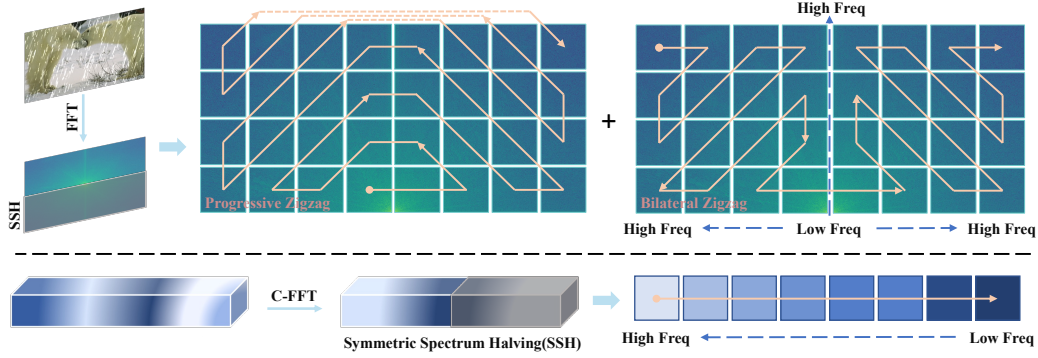 High Freq
FFT
SSH
+
Progressive Zigzag
Bilateral Zigzag
High Freq
Low Freq
High Freq
C-FFT
Symmetric Spectrum Halving(SSH)
High Freq
Low Freq